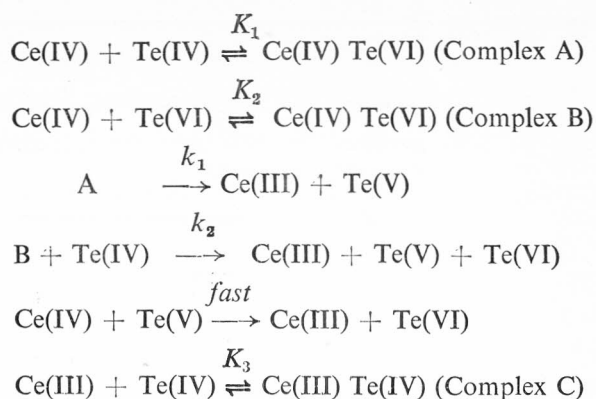 K₁
Ce(IV) + Te(IV) ⇌ Ce(IV) Te(VI) (Complex A)
K₂
Ce(IV) + Te(VI) ⇌ Ce(IV) Te(VI) (Complex B)
k₁
A → Ce(III) + Te(V)
k₂
B + Te(IV) → Ce(III) + Te(V) + Te(VI)
fast
Ce(IV) + Te(V) → Ce(III) + Te(VI)
K₃
Ce(III) + Te(IV) ⇌ Ce(III) Te(IV) (Complex C)